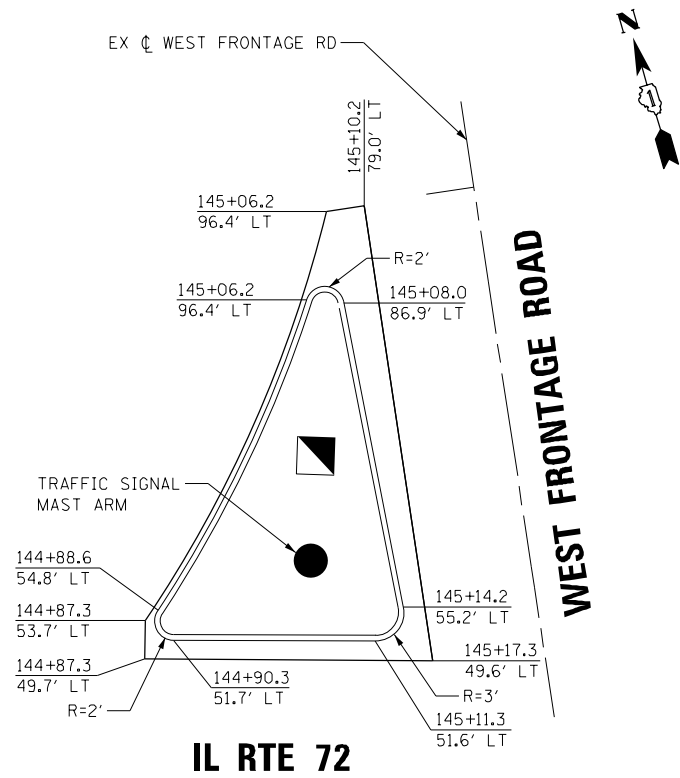 EX ℄ WEST FRONTAGE RD
N
1
145+10.2
79.0' LT
145+06.2
96.4' LT
R=2'
145+06.2
96.4' LT
145+08.0
86.9' LT
WEST FRONTAGE ROAD
TRAFFIC SIGNAL
MAST ARM
144+88.6
54.8' LT
145+14.2
55.2' LT
144+87.3
53.7' LT
144+87.3
49.7' LT
145+17.3
49.6' LT
144+90.3
51.7' LT
R=3'
R=2'
145+11.3
51.6' LT
IL RTE 72